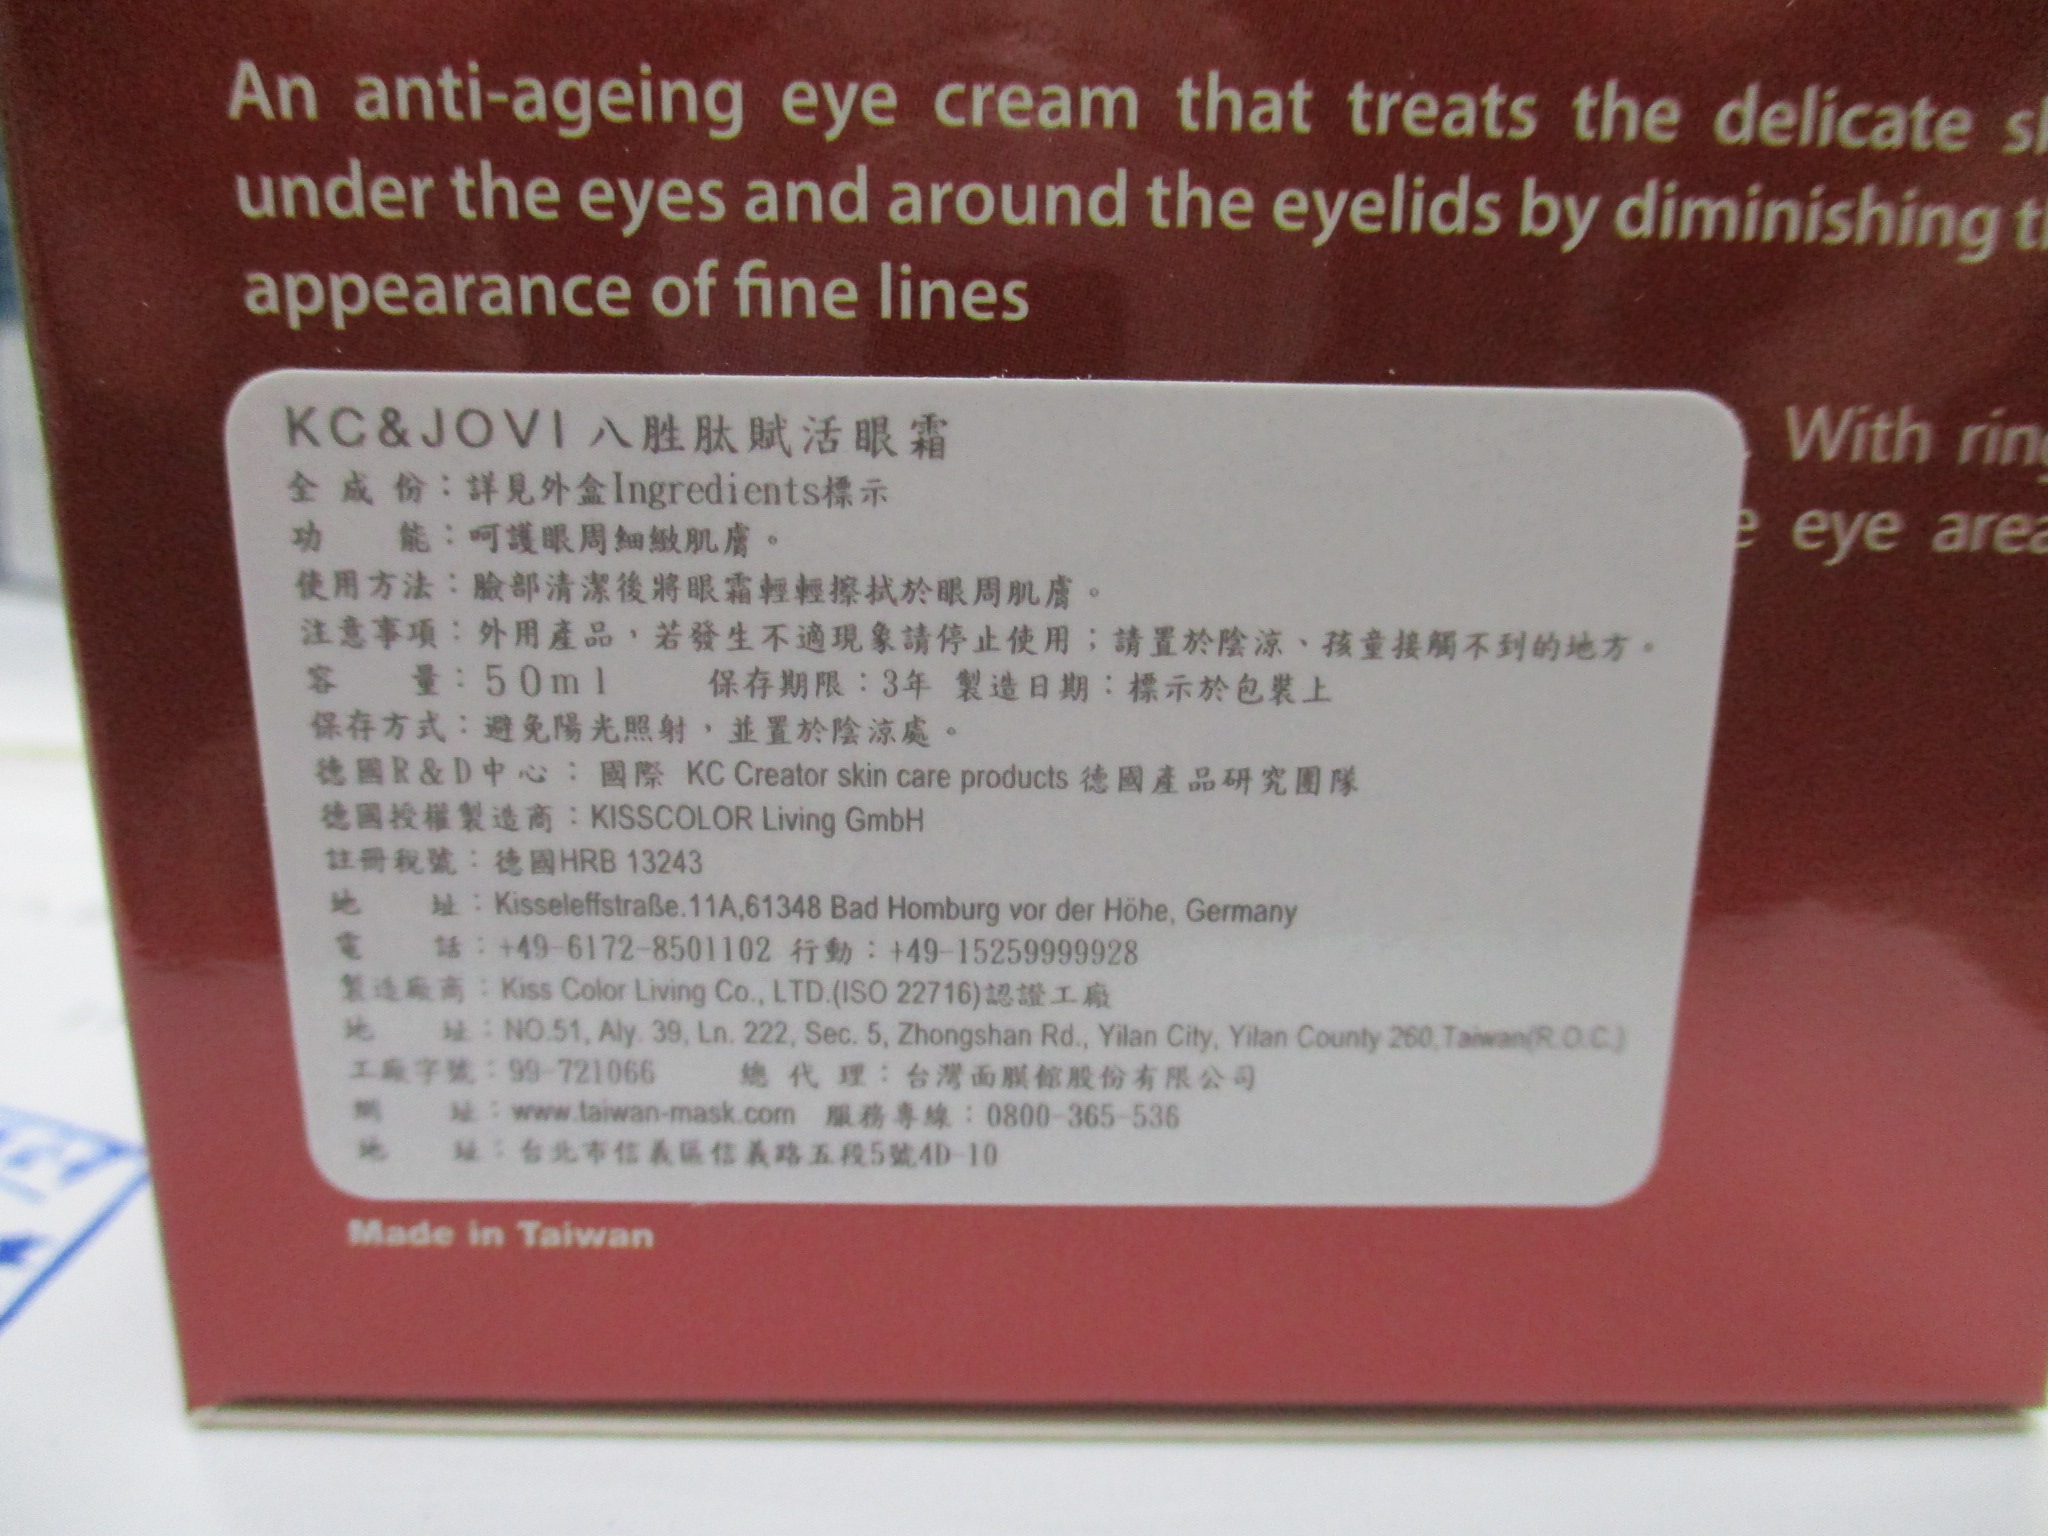 An anti-ageing eye cream that treats the delicate
under the eyes and around the eyelids by diminishing
appearance of fine lines
With
eye area
KC&JOVI 八胜肽賦活眼霜
全成份：詳見外盒Ingredients標示
功能：呵護眼周細緻肌膚。
使用方法：臉部清潔後將眼霜輕輕擦拭於眼周肌膚。
注意事項：外用產品，若發生不適現象請停止使用；請置於陰涼、孩童接觸不到的地方。
容量：50ml 保存期限：3年 製造日期：標示於包裝上
保存方式：避免陽光照射，並置於陰涼處。
德國R&D中心：國際 KC Creator skin care products 德國產品研究團隊
德國授權製造商：KISSCOLOR Living GmbH
註冊稅號：德國HRB 13243
地址：Kisseleffstraße.11A,61348 Bad Homburg vor der Höhe, Germany
電話：+49-6172-8501102 行動：+49-15259999928
製造廠商：Kiss Color Living Co., LTD.(ISO 22716)認證工廠
地址：NO.51, Aly. 39, Ln. 222, Sec. 5, Zhongshan Rd., Yilan City, Yilan County 260,Taiwan(R.O.C.)
工廠字號：99-721066 總代理：台灣面膜館股份有限公司
網址：www.taiwan-mask.com 服務專線：0800-365-536
地址：台北市信義區信義路五段5號4D-10
Made in Taiwan